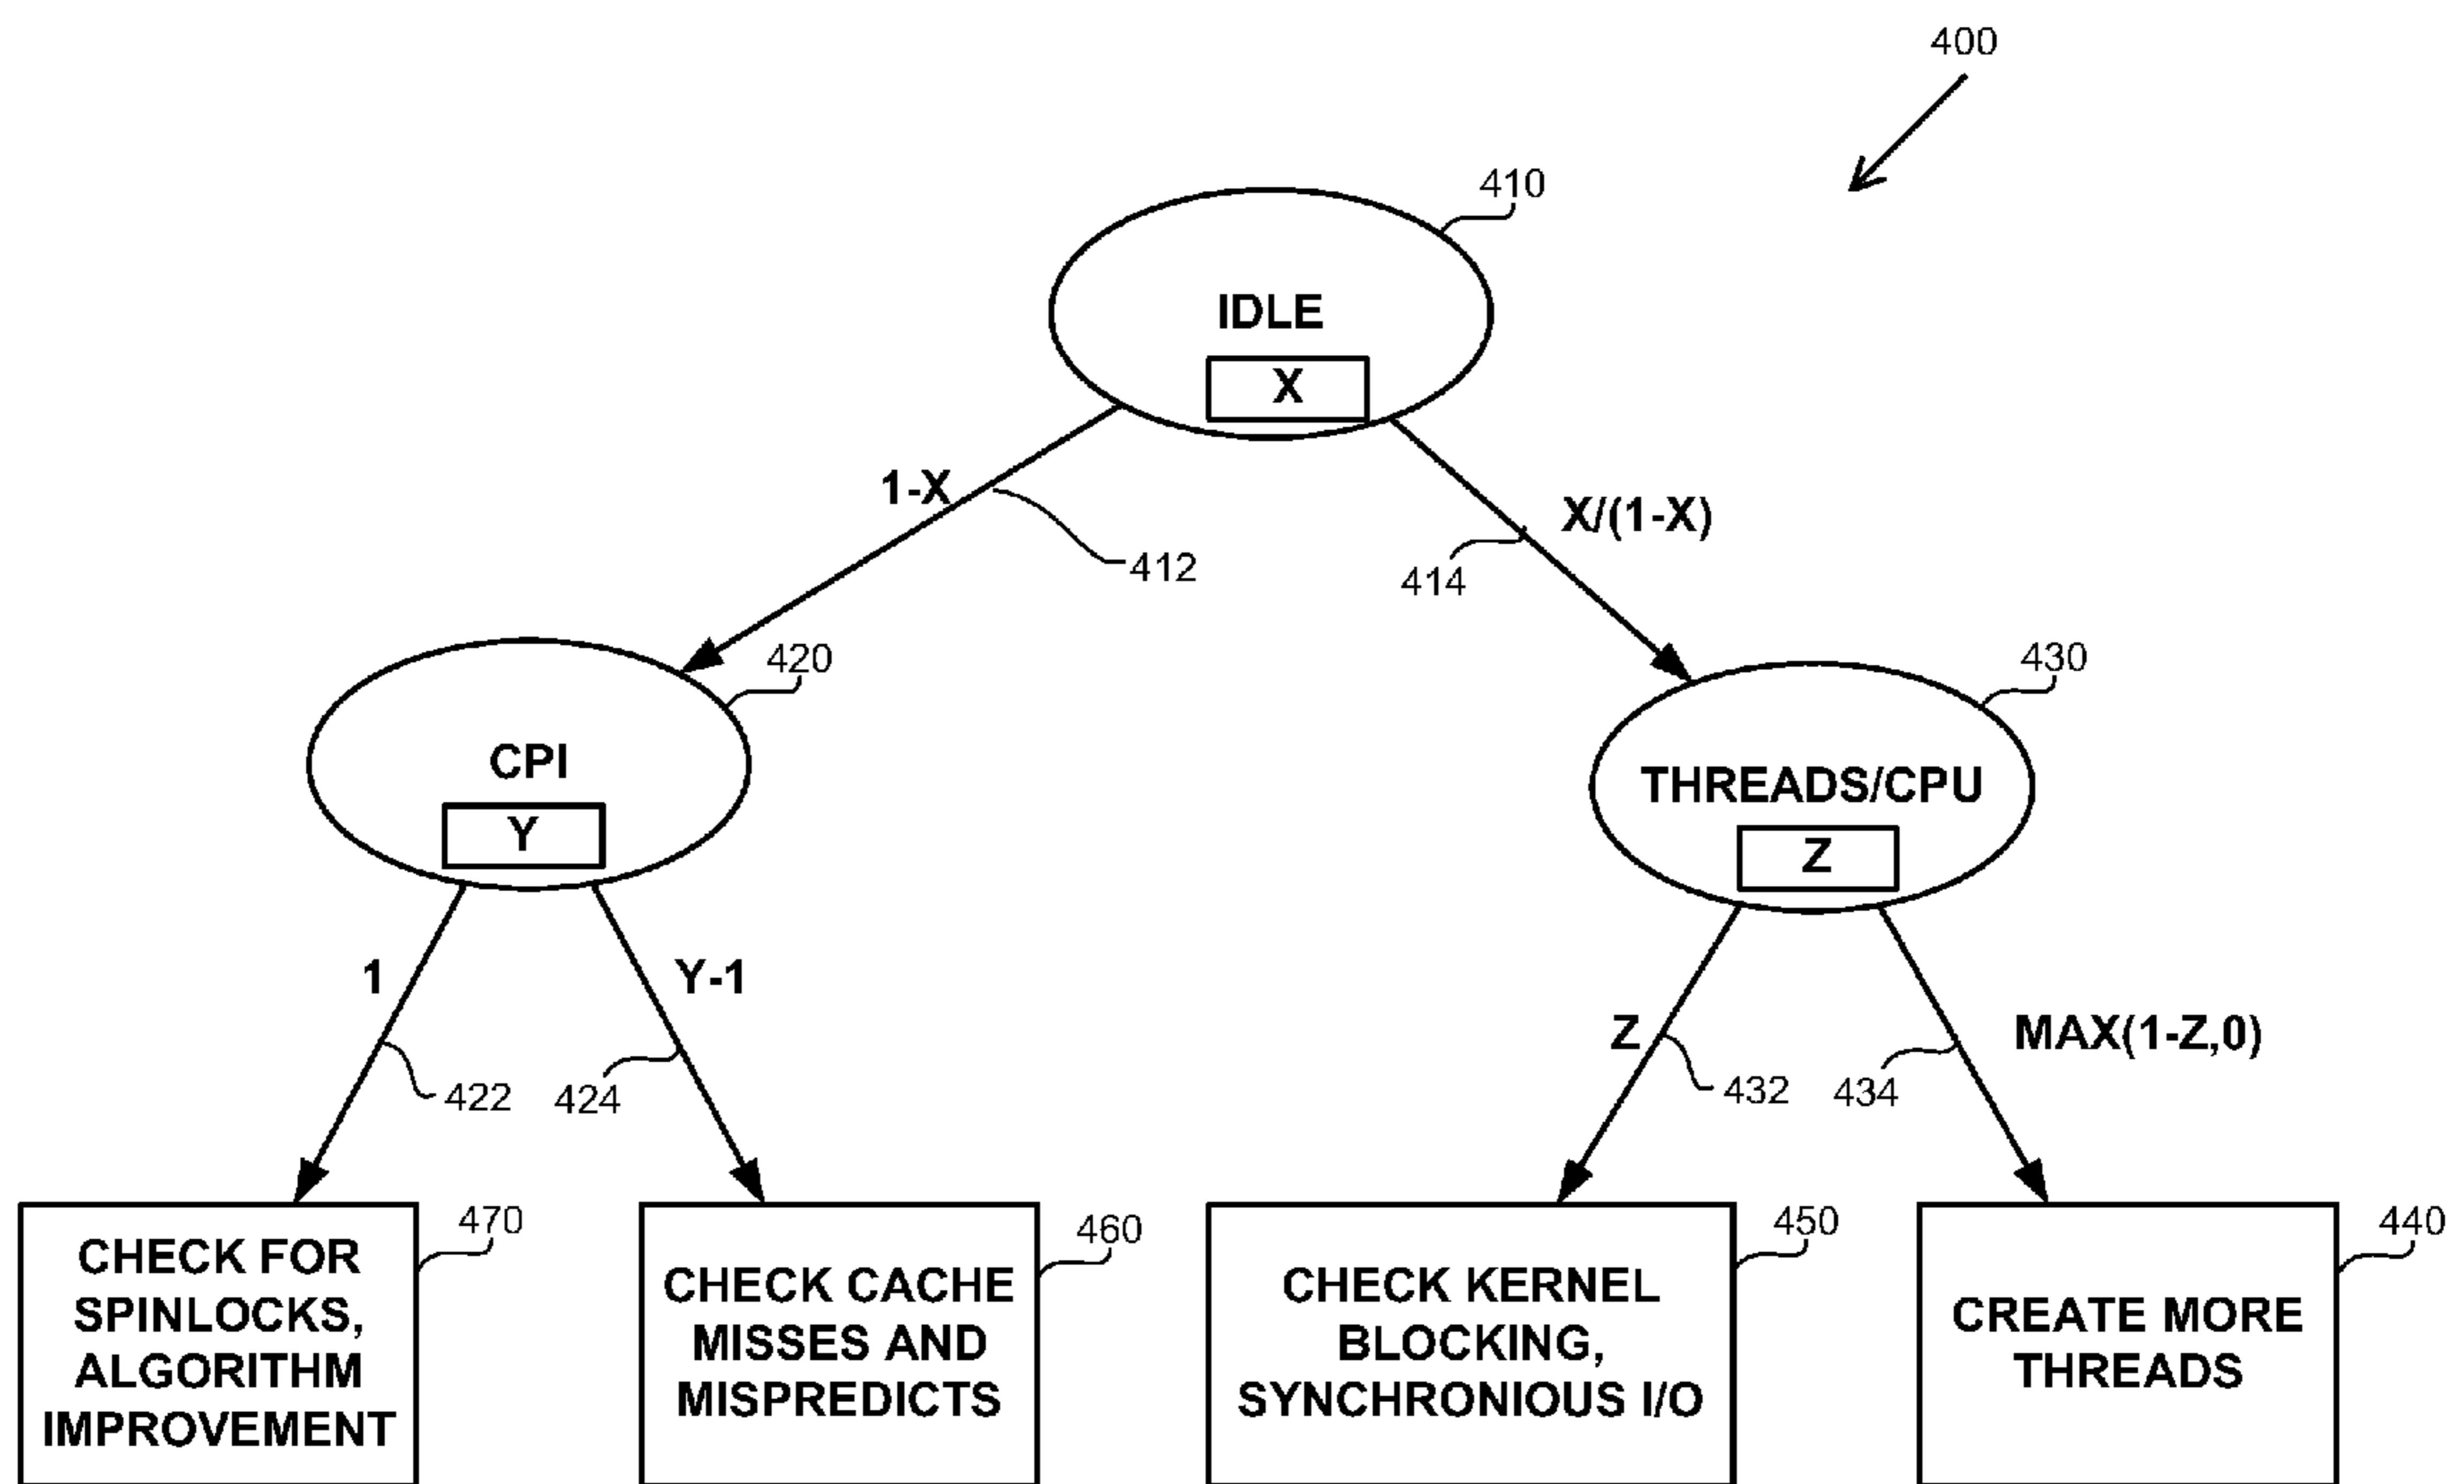 400
410
IDLE
X
1-X
X/(1-X)
412
414
420
430
CPI
Y
THREADS/CPU
Z
1
Y-1
Z
MAX(1-Z,0)
422
424
432
434
470
460
450
440
CHECK FOR
SPINLOCKS,
ALGORITHM
IMPROVEMENT
CHECK CACHE
MISSES AND
MISPREDICTS
CHECK KERNEL
BLOCKING,
SYNCHRONIOUS I/O
CREATE MORE
THREADS